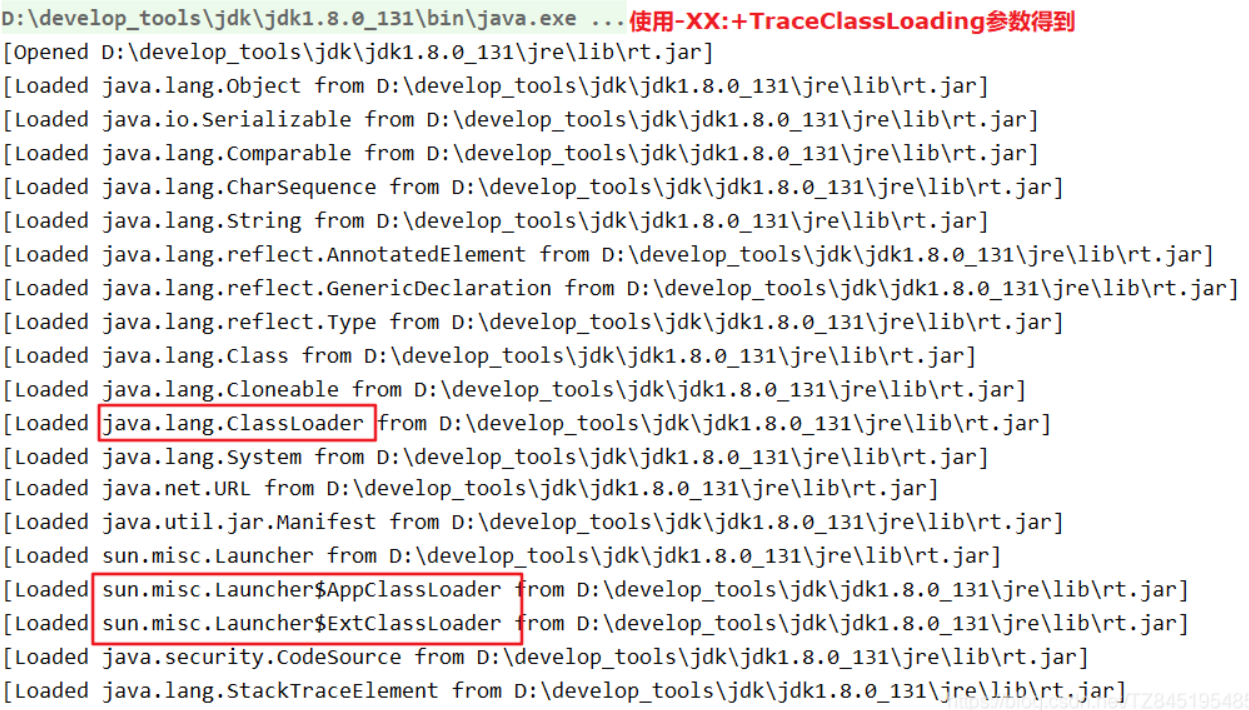 D:\develop_tools\jdk\jdk1.8.0_131\bin\java.exe ... 使用-XX:+TraceClassLoading参数得到
[Opened D:\develop_tools\jdk\jdk1.8.0_131\jre\lib\rt.jar]
[Loaded java.lang.Object from D:\develop_tools\jdk\jdk1.8.0_131\jre\lib\rt.jar]
[Loaded java.io.Serializable from D:\develop_tools\jdk\jdk1.8.0_131\jre\lib\rt.jar]
[Loaded java.lang.Comparable from D:\develop_tools\jdk\jdk1.8.0_131\jre\lib\rt.jar]
[Loaded java.lang.CharSequence from D:\develop_tools\jdk\jdk1.8.0_131\jre\lib\rt.jar]
[Loaded java.lang.String from D:\develop_tools\jdk\jdk1.8.0_131\jre\lib\rt.jar]
[Loaded java.lang.reflect.AnnotatedElement from D:\develop_tools\jdk\jdk1.8.0_131\jre\lib\rt.jar]
[Loaded java.lang.reflect.GenericDeclaration from D:\develop_tools\jdk\jdk1.8.0_131\jre\lib\rt.jar]
[Loaded java.lang.reflect.Type from D:\develop_tools\jdk\jdk1.8.0_131\jre\lib\rt.jar]
[Loaded java.lang.Class from D:\develop_tools\jdk\jdk1.8.0_131\jre\lib\rt.jar]
[Loaded java.lang.Cloneable from D:\develop_tools\jdk\jdk1.8.0_131\jre\lib\rt.jar]
[Loaded java.lang.ClassLoader from D:\develop_tools\jdk\jdk1.8.0_131\jre\lib\rt.jar]
[Loaded java.lang.System from D:\develop_tools\jdk\jdk1.8.0_131\jre\lib\rt.jar]
[Loaded java.net.URL from D:\develop_tools\jdk\jdk1.8.0_131\jre\lib\rt.jar]
[Loaded java.util.jar.Manifest from D:\develop_tools\jdk\jdk1.8.0_131\jre\lib\rt.jar]
[Loaded sun.misc.Launcher from D:\develop_tools\jdk\jdk1.8.0_131\jre\lib\rt.jar]
[Loaded sun.misc.Launcher$AppClassLoader from D:\develop_tools\jdk\jdk1.8.0_131\jre\lib\rt.jar]
[Loaded sun.misc.Launcher$ExtClassLoader from D:\develop_tools\jdk\jdk1.8.0_131\jre\lib\rt.jar]
[Loaded java.security.CodeSource from D:\develop_tools\jdk\jdk1.8.0_131\jre\lib\rt.jar]
[Loaded java.lang.StackTraceElement from D:\develop_tools\jdk\jdk1.8.0_131\jre\lib\rt.jar]
https://blog.csdn.net/TZ845195485